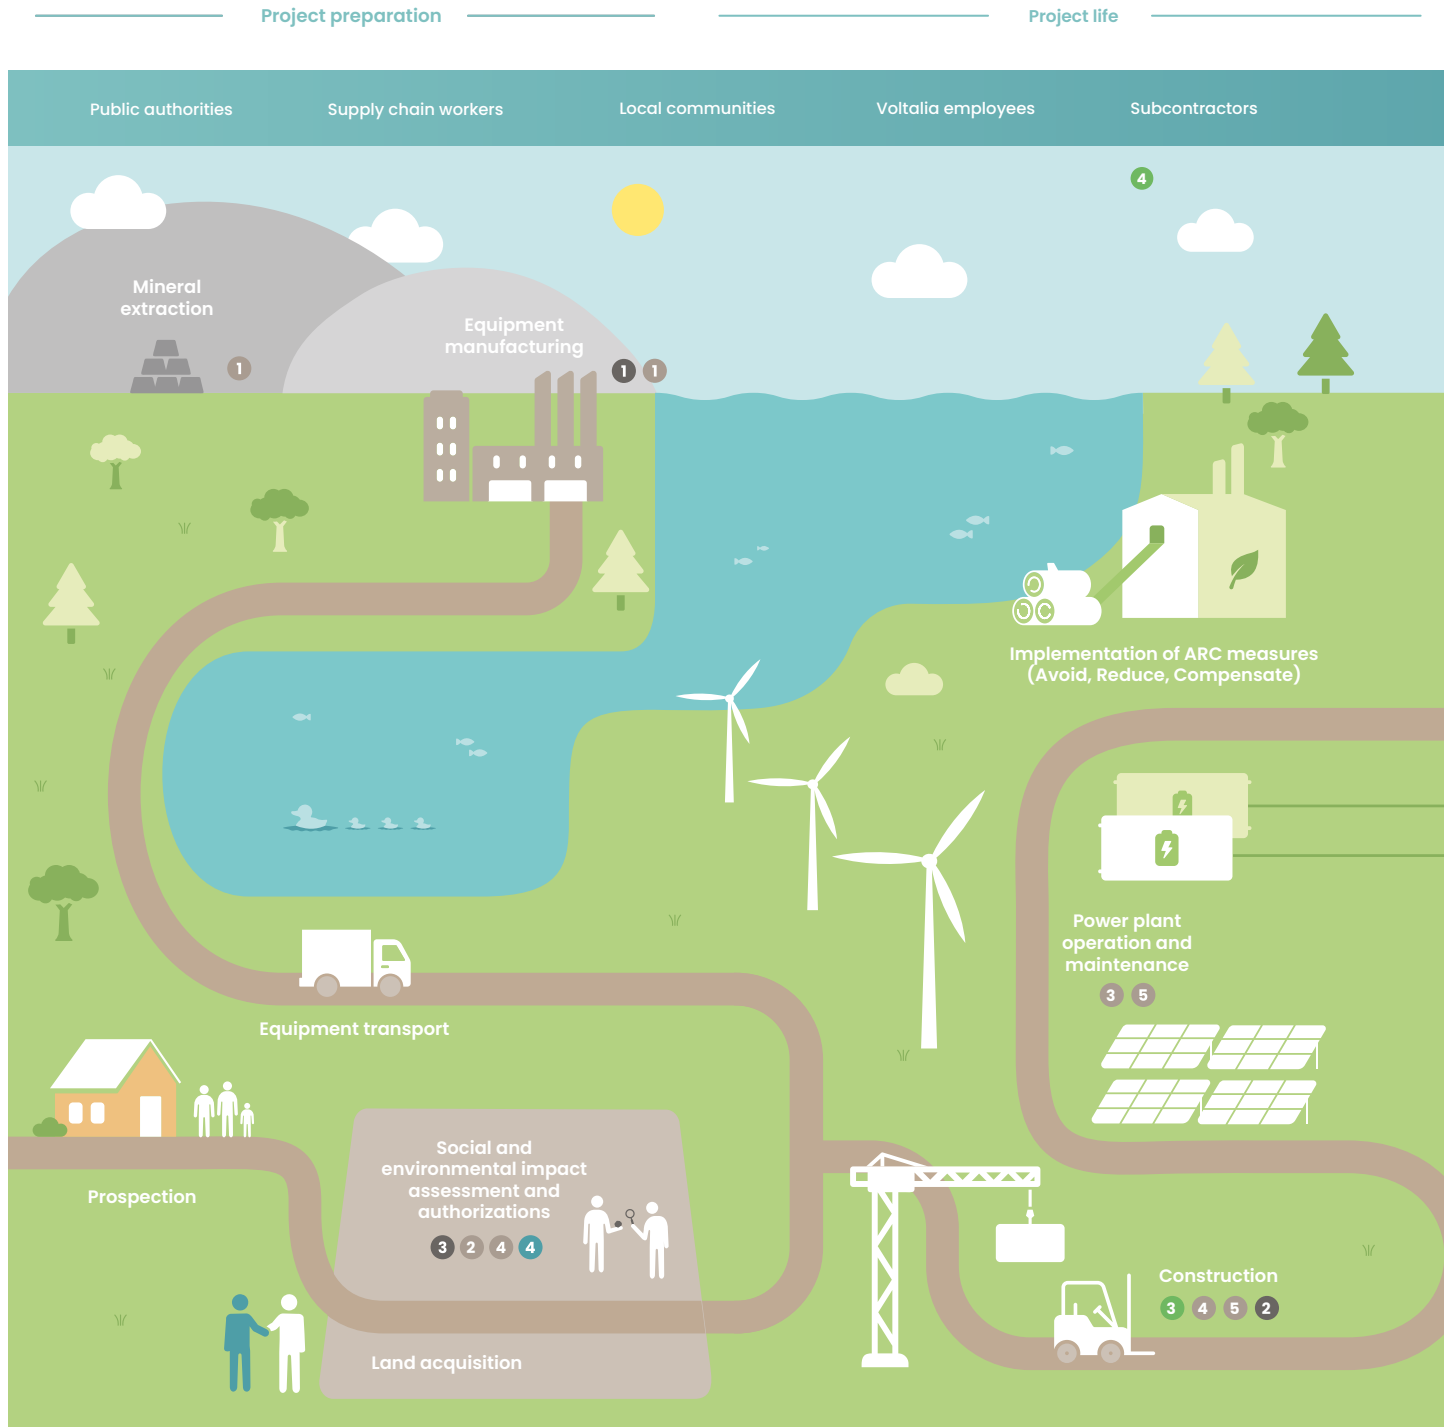 Project preparation
Project life
Public authorities
Supply chain workers
Local communities
Voltalia employees
Subcontractors
4
Mineral
extraction
1
Equipment
manufacturing
1 1
Implementation of ARC measures
(Avoid, Reduce, Compensate)
Power plant
operation and
maintenance
3 5
Equipment transport
Prospection
Social and
environmental impact
assessment and
authorizations
3 2 4 4
Land acquisition
Construction
3 4 5 2